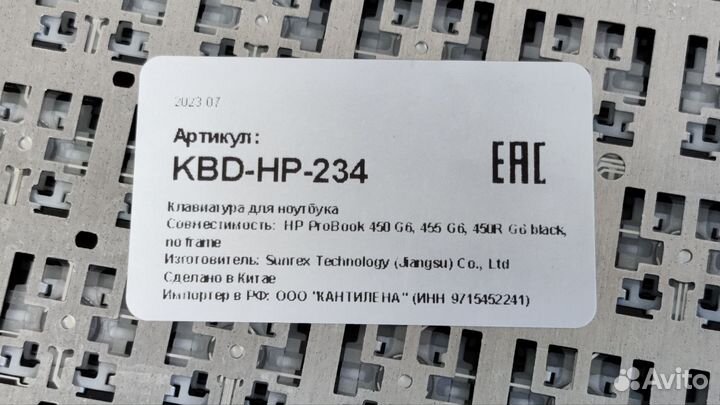 2023.07
Артикул:
KBD-HP-234
EAC
Клавиатура для ноутбука
Совместимость: HP ProBook 450 G6, 455 G6, 450R G6 black,
no frame
Изготовитель: Sunrex Technology (Jiangsu) Co., Ltd
Сделано в Китае
Импортер в РФ: ООО "КАНТИЛЕНА" (ИНН 9715452241)
Avito